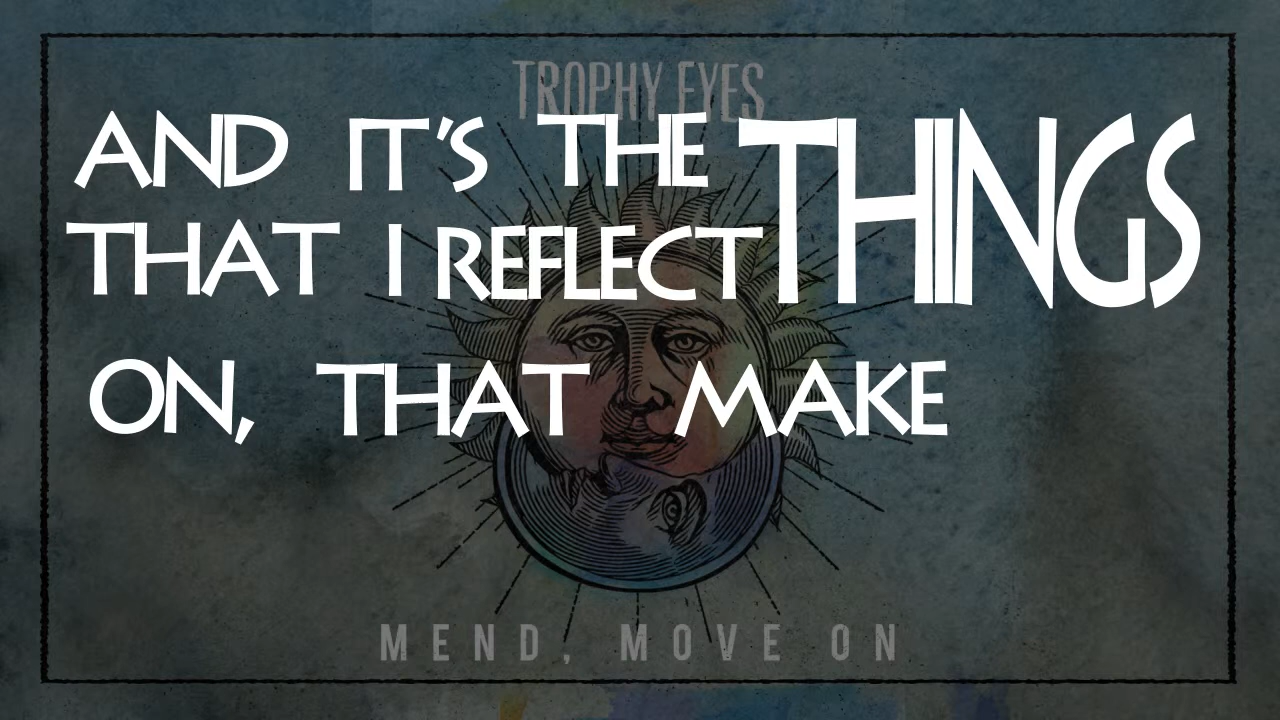 TROPHY EYES
AND IT'S THE THINGS
THAT I REFLECT
ON, THAT MAKE
MEND, MOVE ON